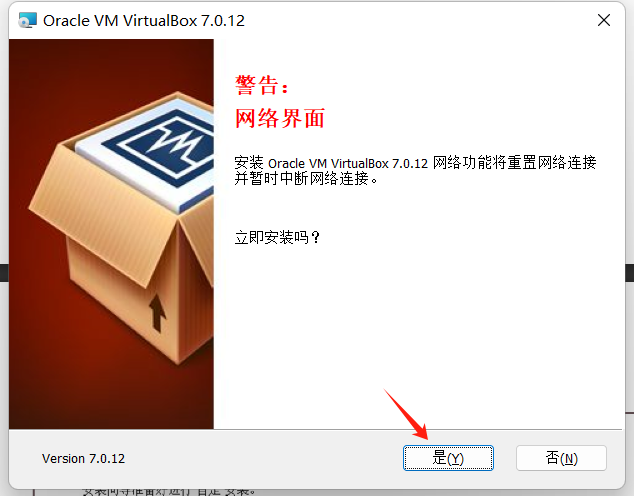 Oracle VM VirtualBox 7.0.12
警告：
网络界面
安装 Oracle VM VirtualBox 7.0.12 网络功能将重置网络连接
并暂时中断网络连接。
立即安装吗？
Version 7.0.12
是(Y)
否(N)